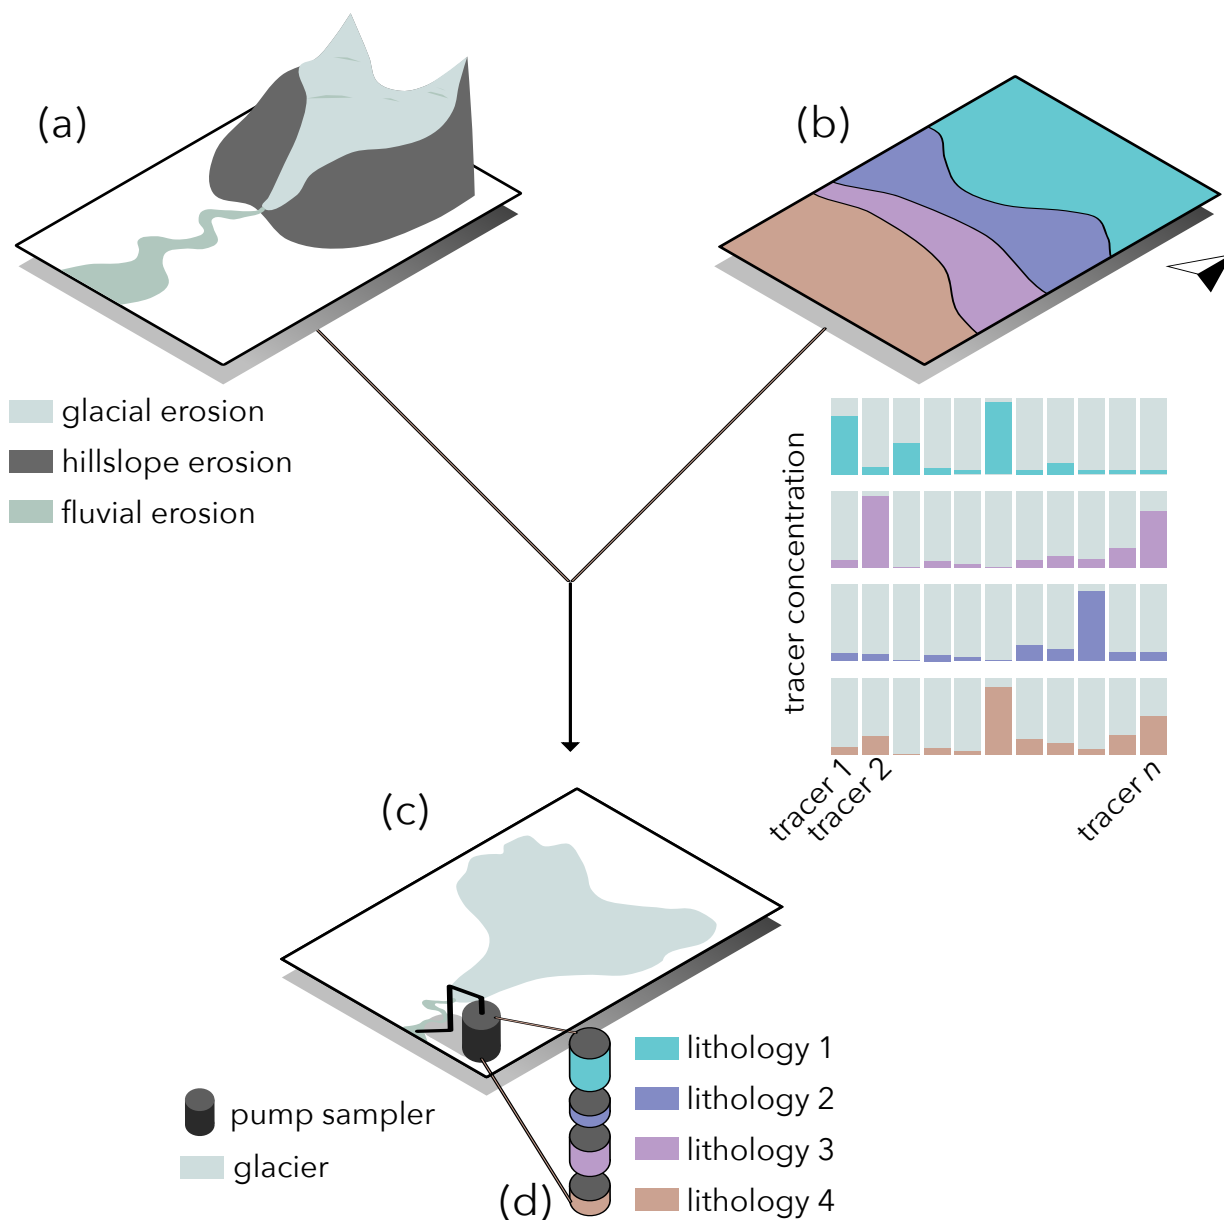 (a)
(b)
glacial erosion
hillslope erosion
fluvial erosion
tracer concentration
tracer 1
tracer 2
tracer n
(c)
pump sampler
glacier
(d)
lithology 1
lithology 2
lithology 3
lithology 4